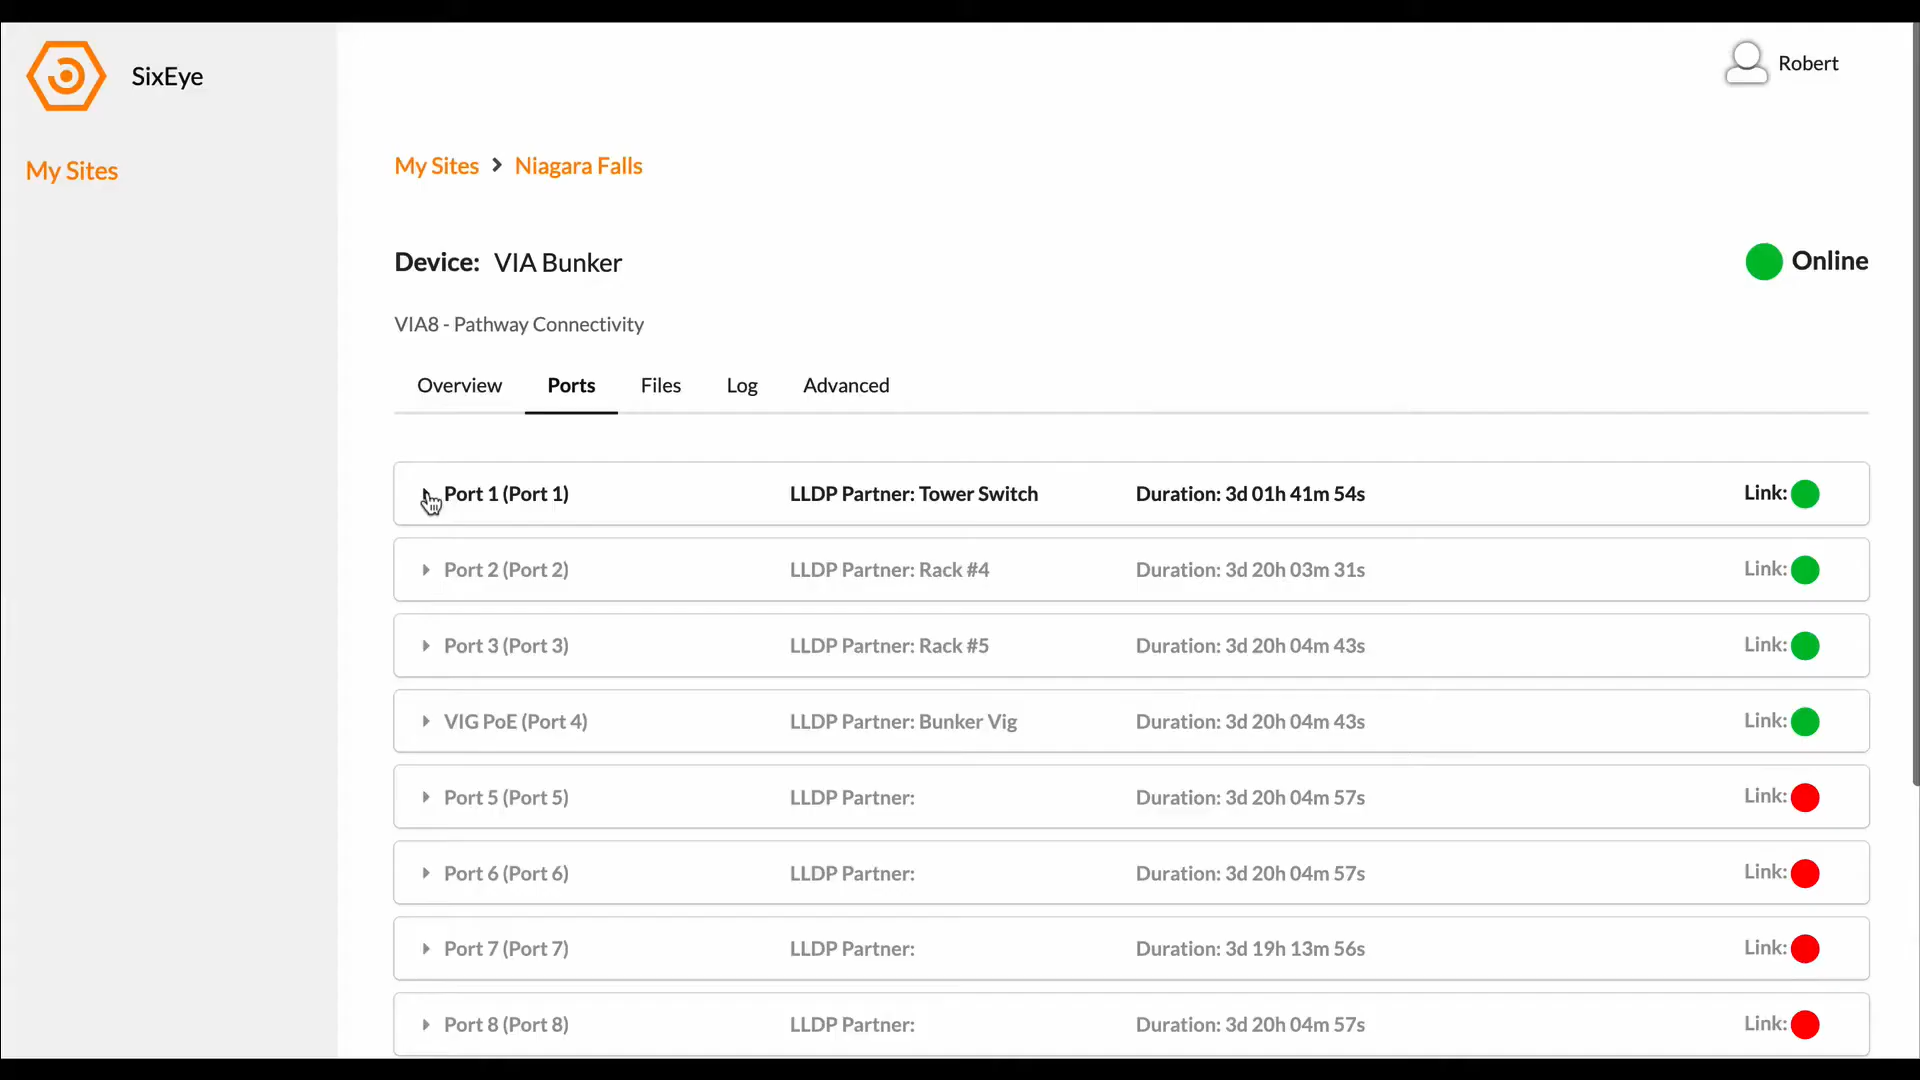 SixEye
Robert
My Sites
My Sites > Niagara Falls
Device: VIA Bunker
Online
VIA8 - Pathway Connectivity
Overview Ports Files Log Advanced
Port 1 (Port 1) LLDP Partner: Tower Switch Duration: 3d 01h 41m 54s Link:
Port 2 (Port 2) LLDP Partner: Rack #4 Duration: 3d 20h 03m 31s Link:
Port 3 (Port 3) LLDP Partner: Rack #5 Duration: 3d 20h 04m 43s Link:
VIG PoE (Port 4) LLDP Partner: Bunker Vig Duration: 3d 20h 04m 43s Link:
Port 5 (Port 5) LLDP Partner: Duration: 3d 20h 04m 57s Link:
Port 6 (Port 6) LLDP Partner: Duration: 3d 20h 04m 57s Link:
Port 7 (Port 7) LLDP Partner: Duration: 3d 19h 13m 56s Link:
Port 8 (Port 8) LLDP Partner: Duration: 3d 20h 04m 57s Link: